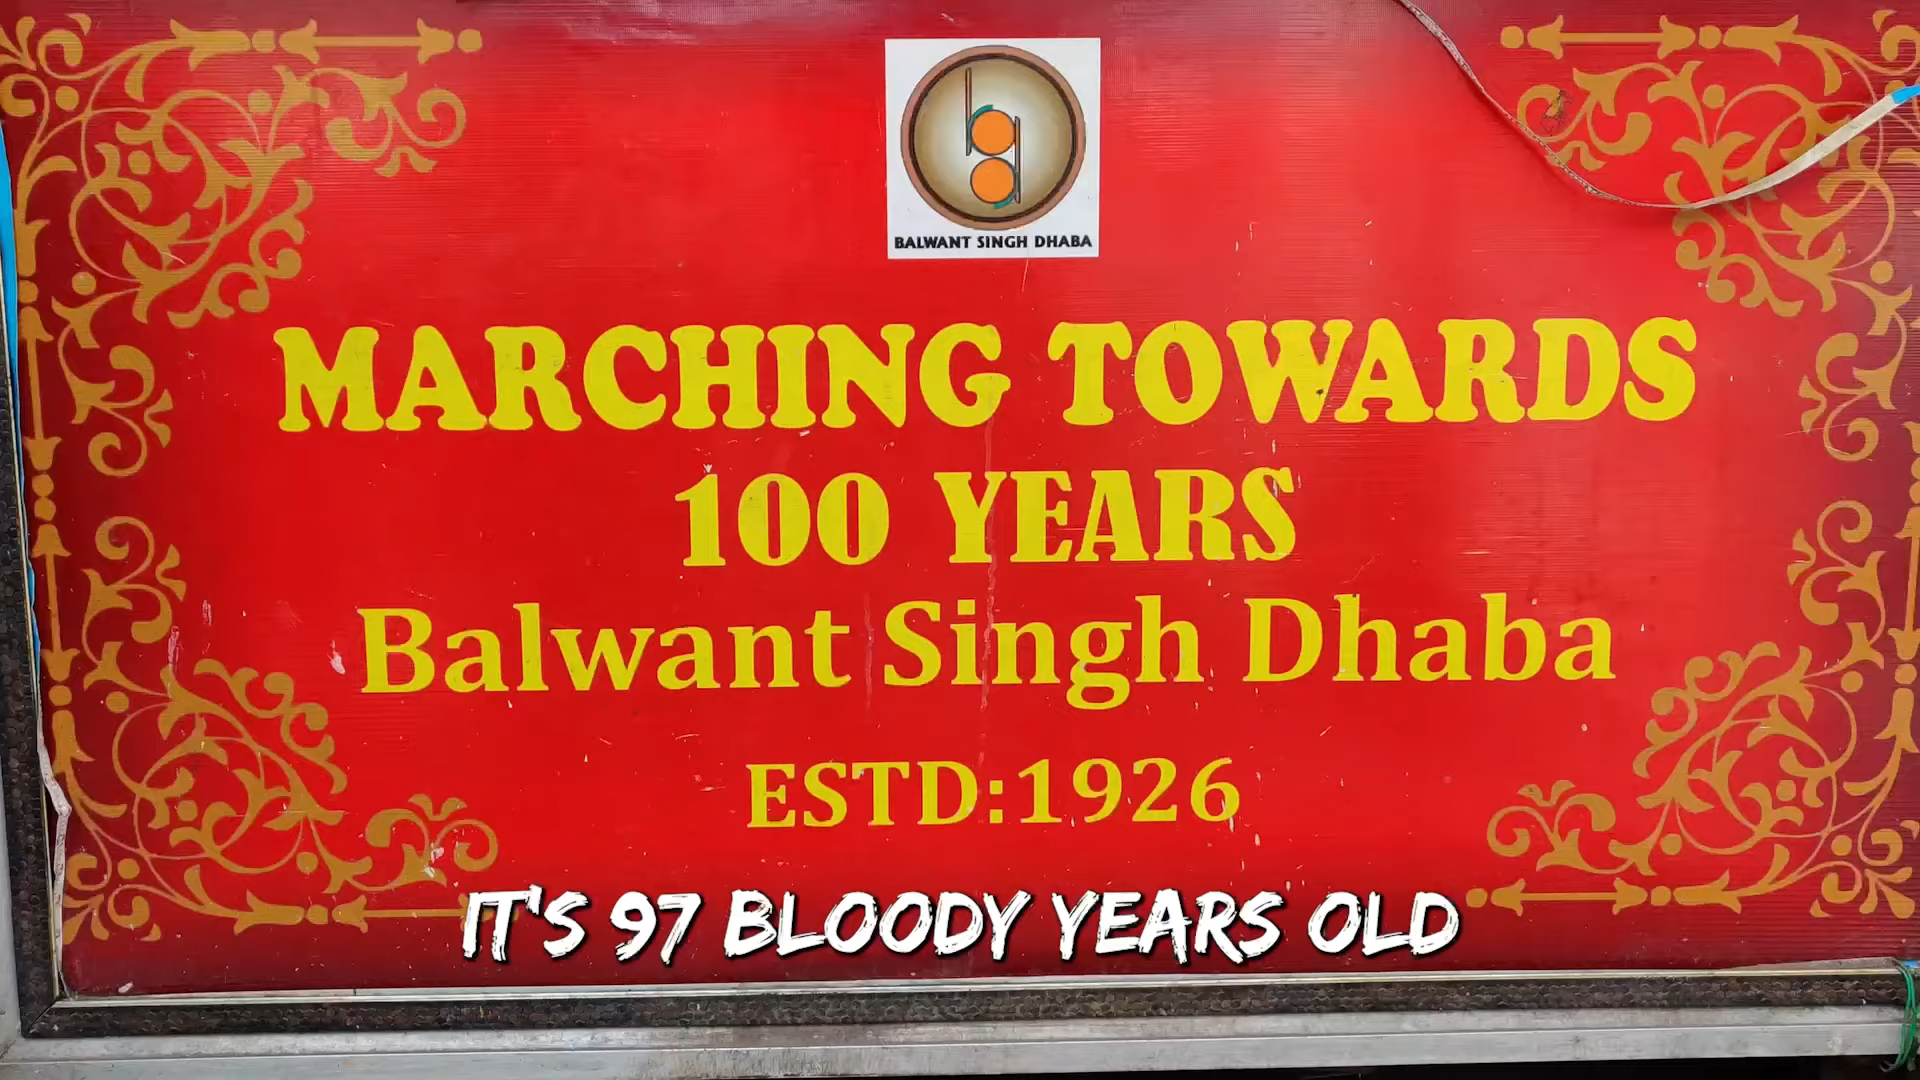 BALWANT SINGH DHABA
MARCHING TOWARDS
100 YEARS
Balwant Singh Dhaba
ESTD:1926
IT'S 97 BLOODY YEARS OLD